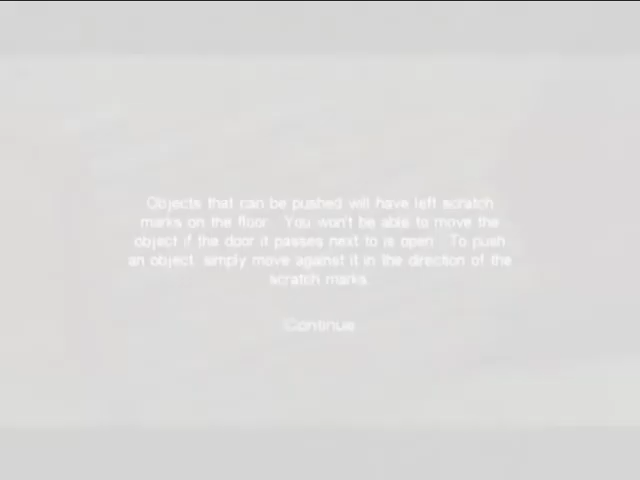 Objects that can be pushed will have left scratch
marks on the floor. You won't be able to move the
object if the door it passes next to is open. To push
an object, simply move against it in the direction of the
scratch marks.
Continue